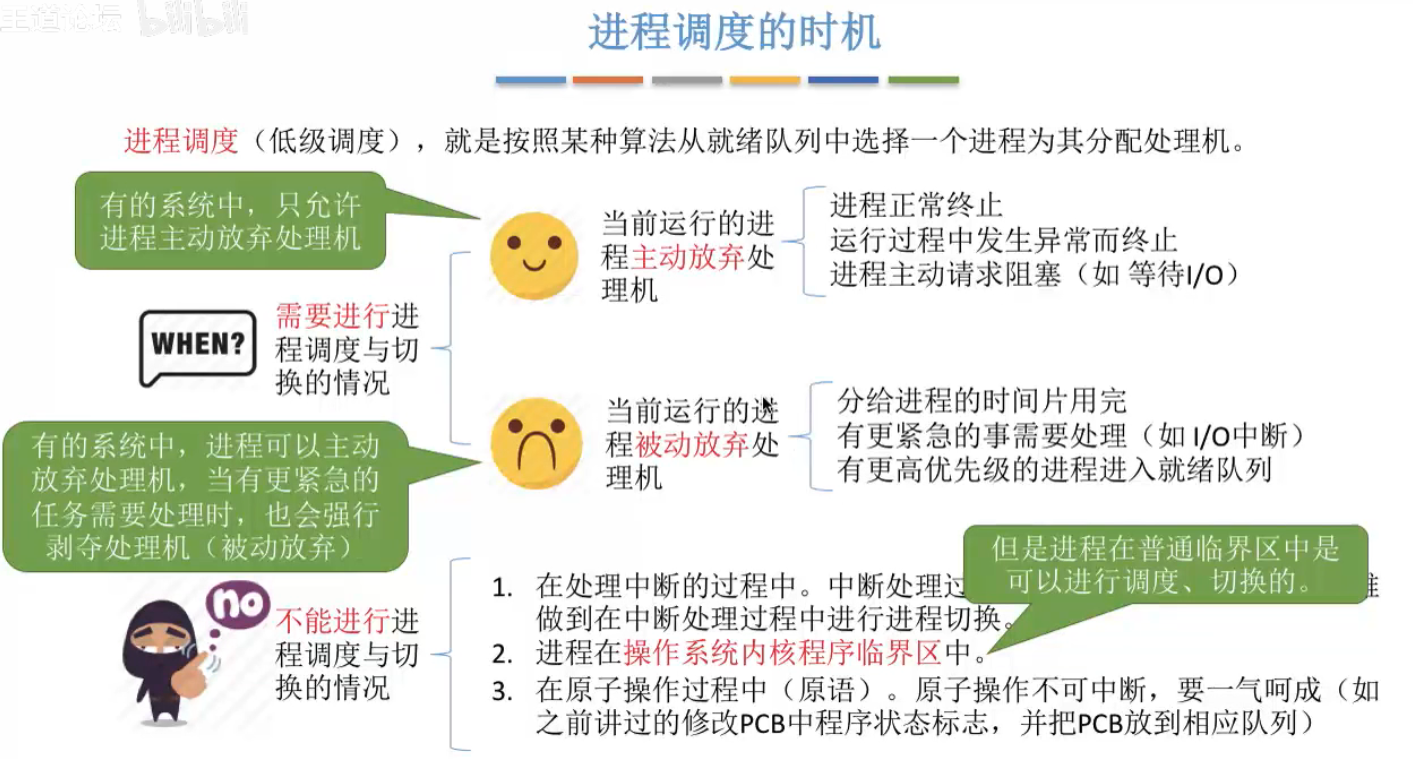 王道论坛 bilibili
进程调度的时机
进程调度（低级调度），就是按照某种算法从就绪队列中选择一个进程为其分配处理机。
有的系统中，只允许
进程主动放弃处理机
当前运行的进
程主动放弃处
理机
进程正常终止
运行过程中发生异常而终止
进程主动请求阻塞（如 等待I/O）
WHEN?
需要进行进
程调度与切
换的情况
当前运行的进
程被动放弃处
理机
分给进程的时间片用完
有更紧急的事需要处理（如 I/O中断）
有更高优先级的进程进入就绪队列
有的系统中，进程可以主动
放弃处理机，当有更紧急的
任务需要处理时，也会强行
剥夺处理机（被动放弃）
但是进程在普通临界区中是
可以进行调度、切换的。
no
不能进行进
程调度与切
换的情况
1. 在处理中断的过程中。中断处理过
做到在中断处理过程中进行进程切换。
2. 进程在操作系统内核程序临界区中。
3. 在原子操作过程中（原语）。原子操作不可中断，要一气呵成（如
之前讲过的修改PCB中程序状态标志，并把PCB放到相应队列）